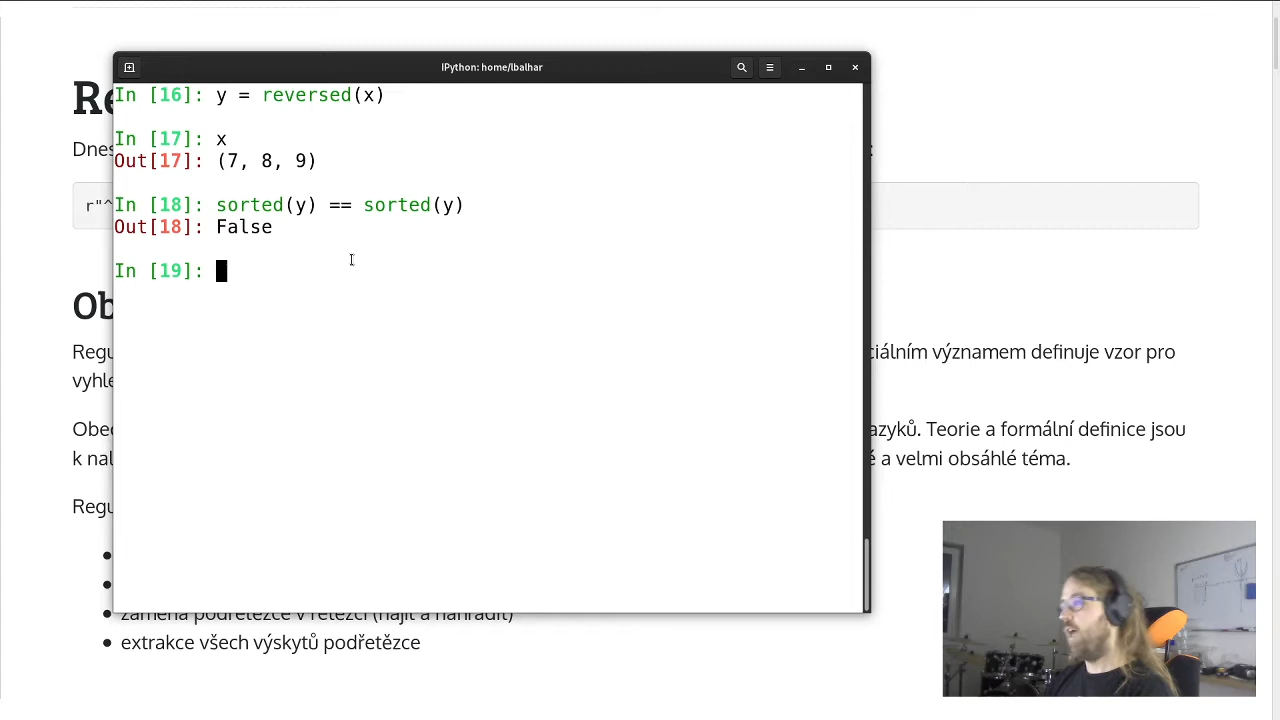 IPython: home/lbalhar
In [16]: y = reversed(x)
In [17]: x
Out[17]: (7, 8, 9)
In [18]: sorted(y) == sorted(y)
Out[18]: False
In [19]:
Re
Dnes
:
r"^
Ob
Regu ciálním významem definuje vzor pro
vyhle
Obec azyků. Teorie a formální definice jsou
k nal é a velmi obsáhlé téma.
Regu
záměna podřetězce v řetězci (najít a nahradit)
extrakce všech výskytů podřetězce